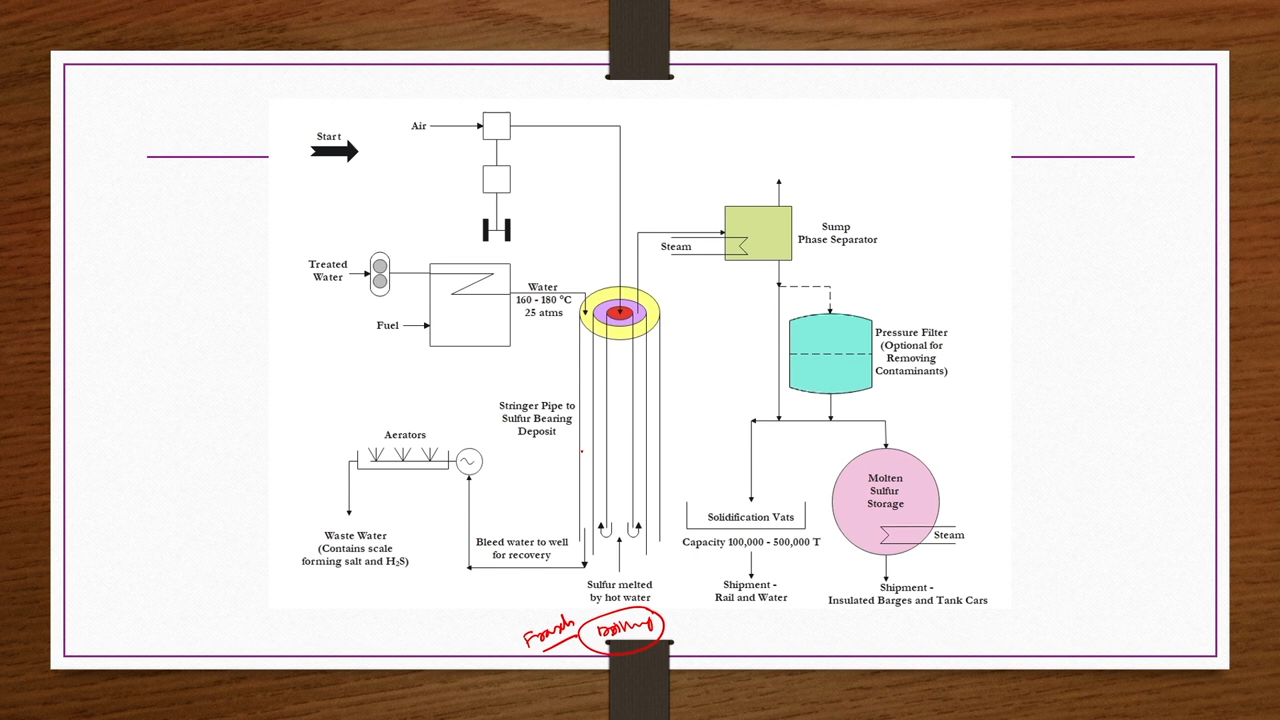 Start
Air
Treated
Water
Fuel
Water
160 - 180 °C
25 atms
Steam
Sump
Phase Separator
Pressure Filter
(Optional for
Removing
Contaminants)
Stringer Pipe to
Sulfur Bearing
Deposit
Aerators
Waste Water
(Contains scale
forming salt and H₂S)
Bleed water to well
for recovery
Sulfur melted
by hot water
Solidification Vats
Capacity 100,000 - 500,000 T
Shipment -
Rail and Water
Molten
Sulfur
Storage
Steam
Shipment -
Insulated Barges and Tank Cars